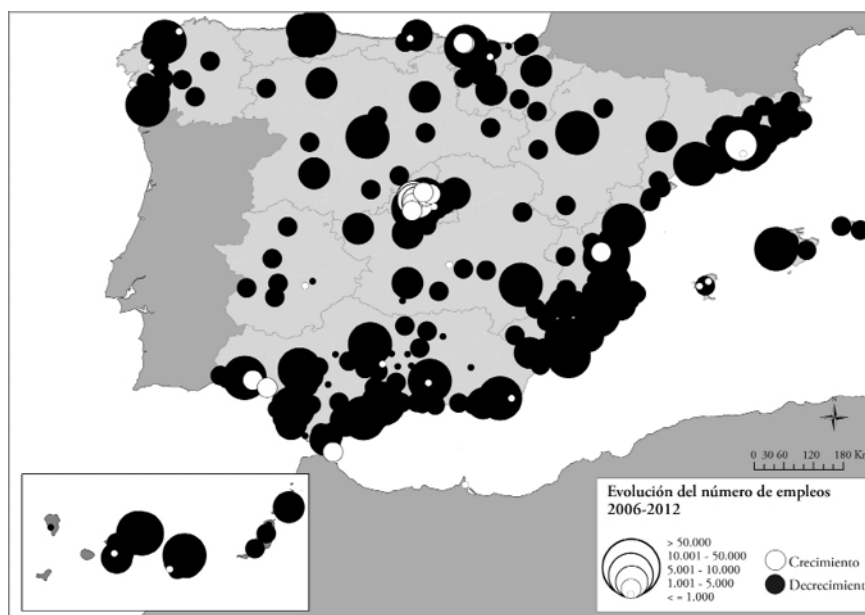 0 30 60 120 180 Km
Evolución del número de empleos
2006-2012
> 50.000
10.001 - 50.000
5.001 - 10.000
1.001 - 5.000
< = 1.000
Crecimiento
Decrecimiento